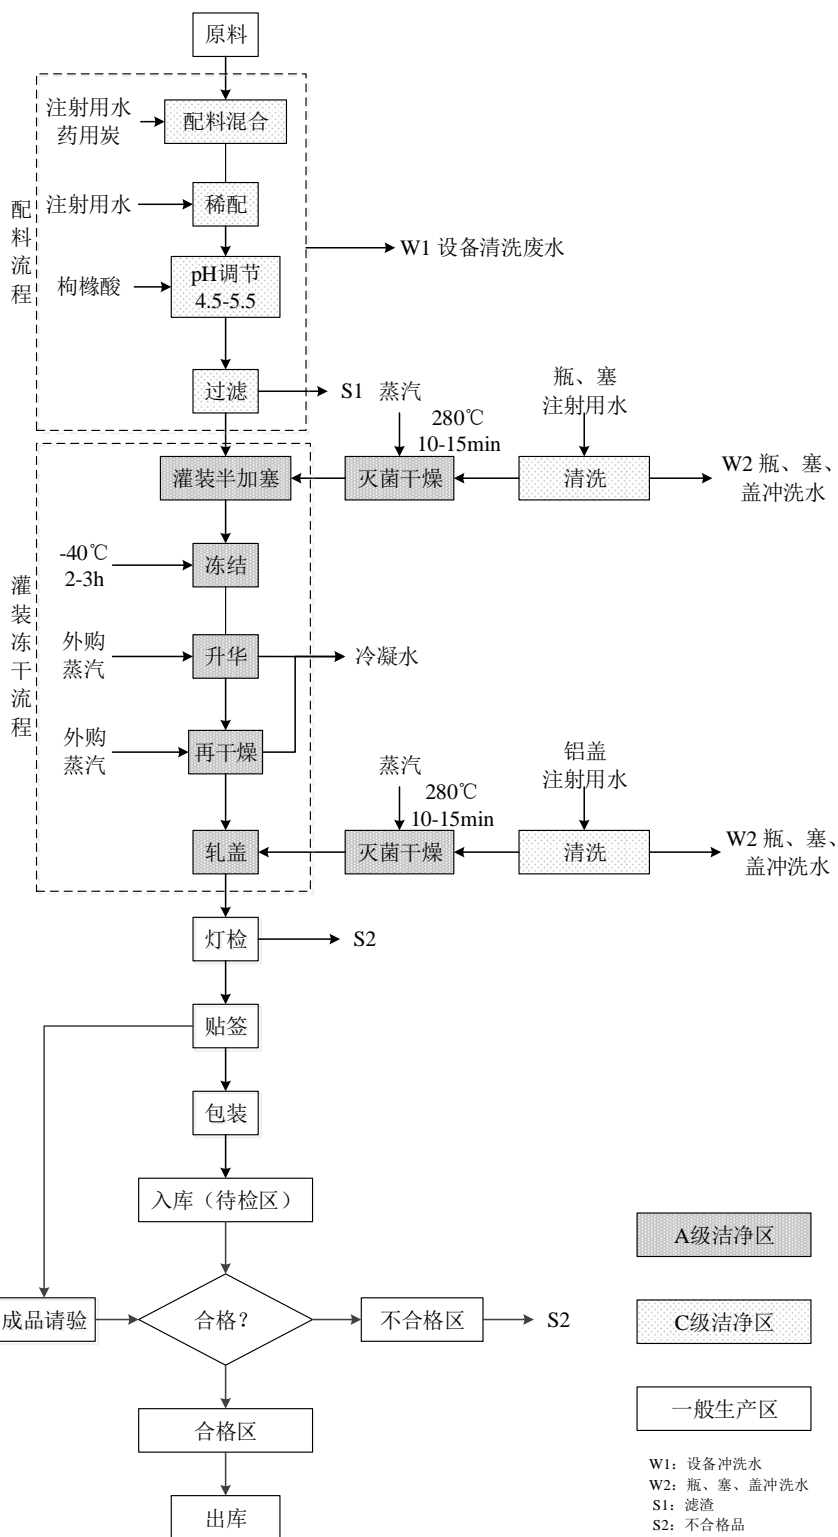 原料
注射用水
药用炭
配料混合
注射用水
稀配
配料流程
W1 设备清洗废水
枸橼酸
pH调节
4.5-5.5
过滤
S1
蒸汽
280℃
10-15min
瓶、塞
注射用水
灌装半加塞
灭菌干燥
清洗
W2 瓶、塞、
盖冲洗水
-40℃
2-3h
冻结
灌装冻干流程
外购
蒸汽
升华
冷凝水
外购
蒸汽
再干燥
蒸汽
280℃
10-15min
铝盖
注射用水
轧盖
灭菌干燥
清洗
W2 瓶、塞、
盖冲洗水
灯检
S2
贴签
包装
入库（待检区）
成品请验
合格？
不合格区
S2
合格区
出库
A级洁净区
C级洁净区
一般生产区
W1：设备冲洗水
W2：瓶、塞、盖冲洗水
S1：滤渣
S2：不合格品